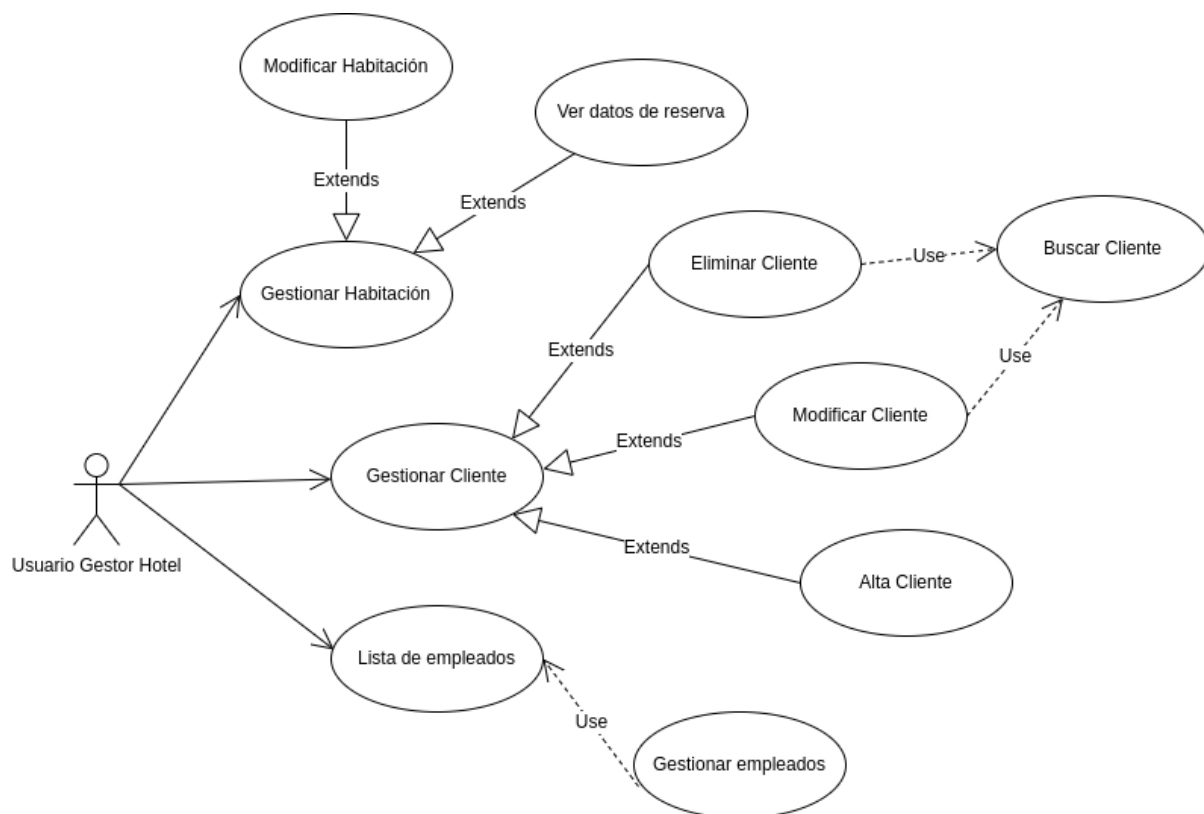 Modificar Habitación
Ver datos de reserva
Extends
Extends
Eliminar Cliente
Use
Buscar Cliente
Gestionar Habitación
Extends
Use
Modificar Cliente
Extends
Gestionar Cliente
Extends
Usuario Gestor Hotel
Alta Cliente
Lista de empleados
Use
Gestionar empleados